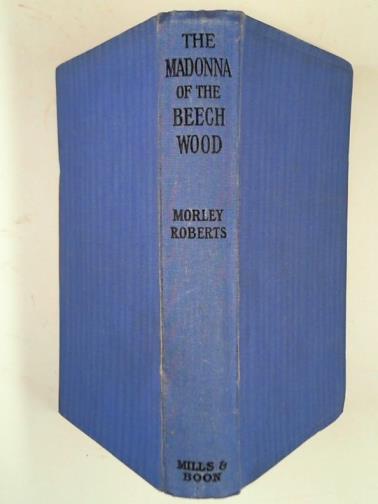 THE
MADONNA
OF THE
BEECH
WOOD
MORLEY
ROBERTS
MILLS &
BOON